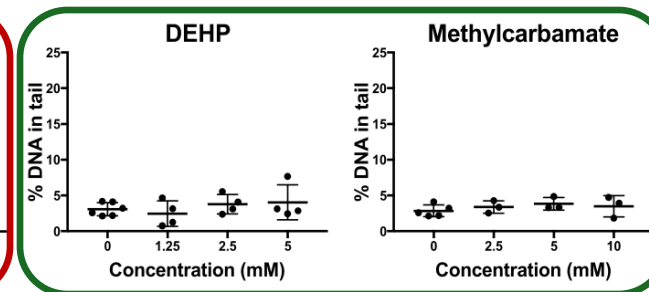 DEHP
% DNA in tail
25
20
15
10
5
0
0 1.25 2.5 5
Concentration (mM)
Methylcarbamate
% DNA in tail
25
20
15
10
5
0
0 2.5 5 10
Concentration (mM)